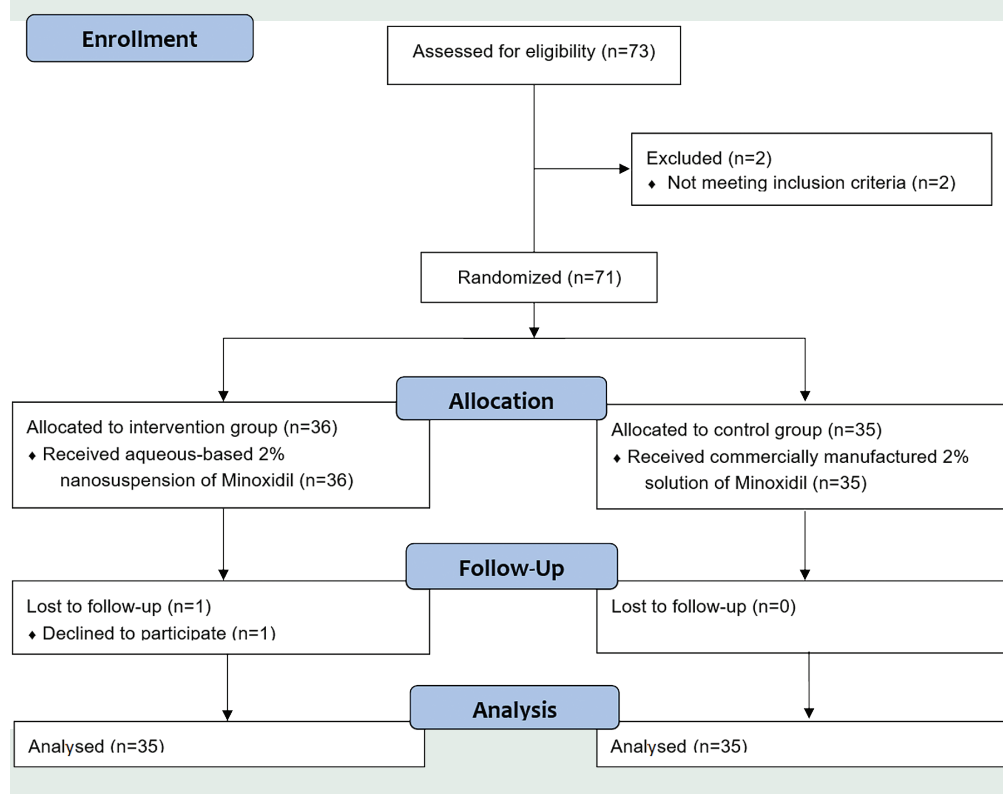 Enrollment
Assessed for eligibility (n=73)
Excluded (n=2)
♦ Not meeting inclusion criteria (n=2)
Randomized (n=71)
Allocation
Allocated to intervention group (n=36)
♦ Received aqueous-based 2%
nanosuspension of Minoxidil (n=36)
Allocated to control group (n=35)
♦ Received commercially manufactured 2%
solution of Minoxidil (n=35)
Follow-Up
Lost to follow-up (n=1)
♦ Declined to participate (n=1)
Lost to follow-up (n=0)
Analysis
Analysed (n=35)
Analysed (n=35)